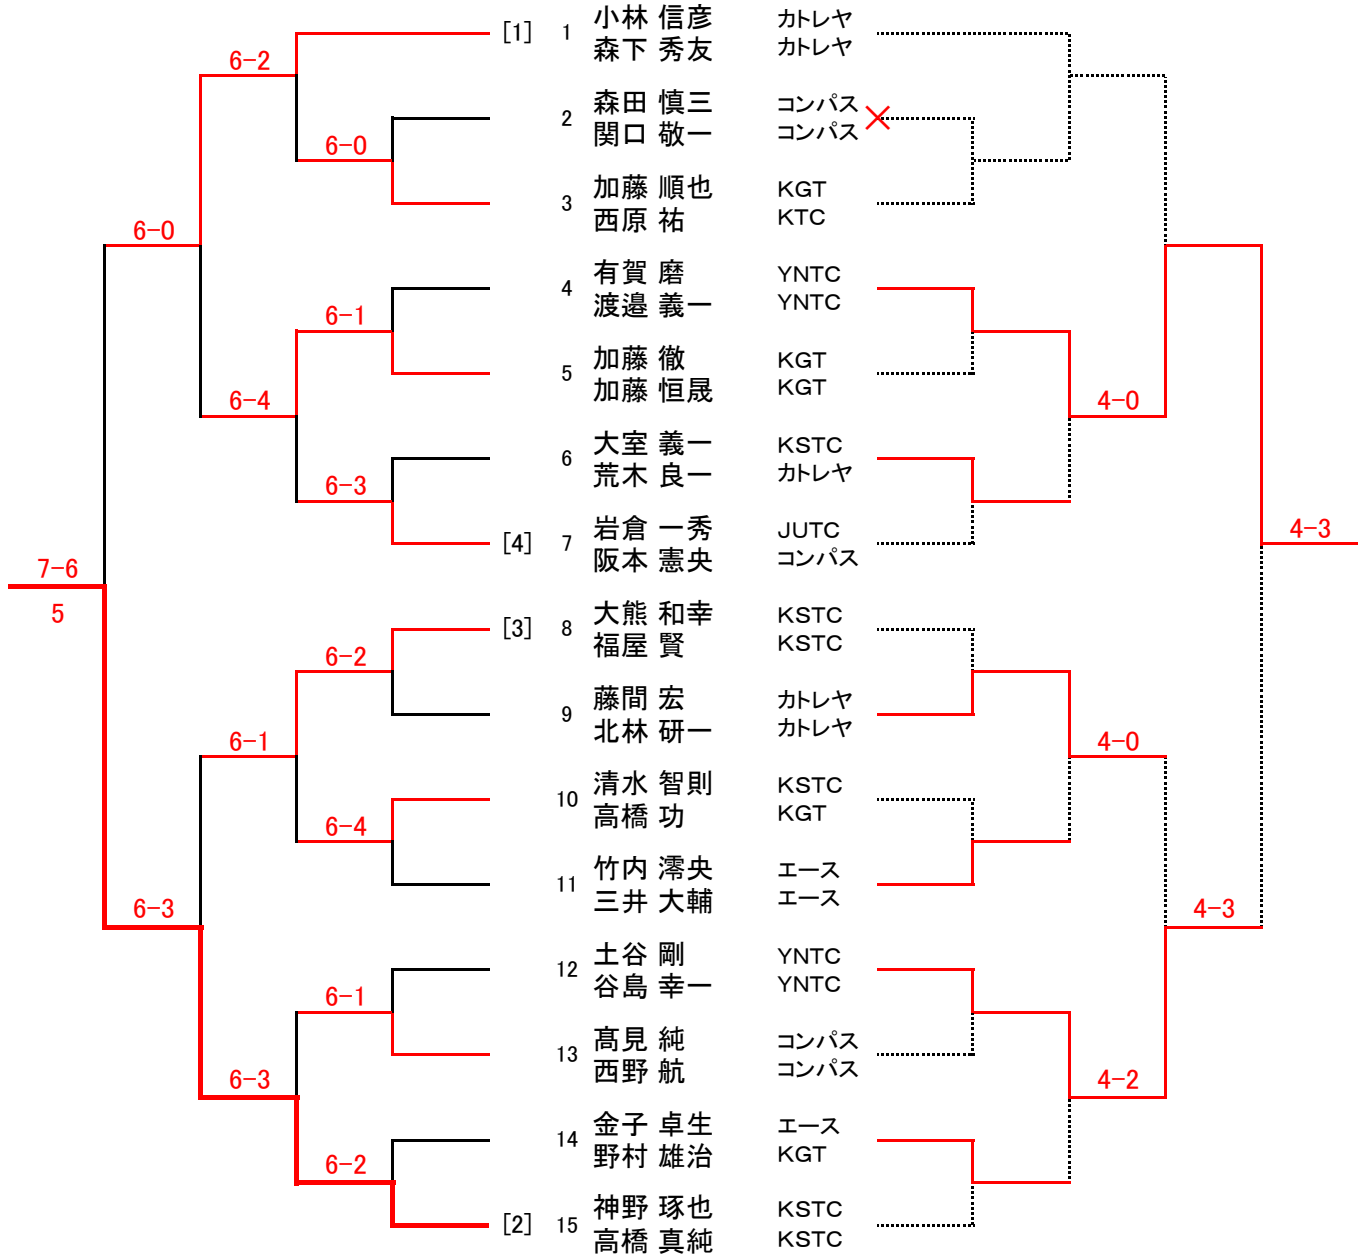 小林 信彦 カトレヤ
[1] 1
森下 秀友 カトレヤ
6-2
森田 慎三 コンパス
2
関口 敬一 コンパス
6-0
加藤 順也 KGT
3
西原 祐 KTC
6-0
有賀 磨 YNTC
4
渡邉 義一 YNTC
6-1
加藤 徹 KGT
5
加藤 恒晟 KGT
6-4 4-0
大室 義一 KSTC
6
荒木 良一 カトレヤ
6-3
岩倉 一秀 JUTC
[4] 7 4-3
阪本 憲央 コンパス
7-6
5
大熊 和幸 KSTC
[3] 8
福屋 賢 KSTC
6-2
藤間 宏 カトレヤ
9
北林 研一 カトレヤ
6-1 4-0
清水 智則 KSTC
10
高橋 功 KGT
6-4
竹内 澪央 エース
11
三井 大輔 エース
6-3 4-3
土谷 剛 YNTC
12
谷島 幸一 YNTC
6-1
髙見 純 コンパス
13
西野 航 コンパス
6-3 4-2
金子 卓生 エース
14
野村 雄治 KGT
6-2
神野 琢也 KSTC
[2] 15
高橋 真純 KSTC